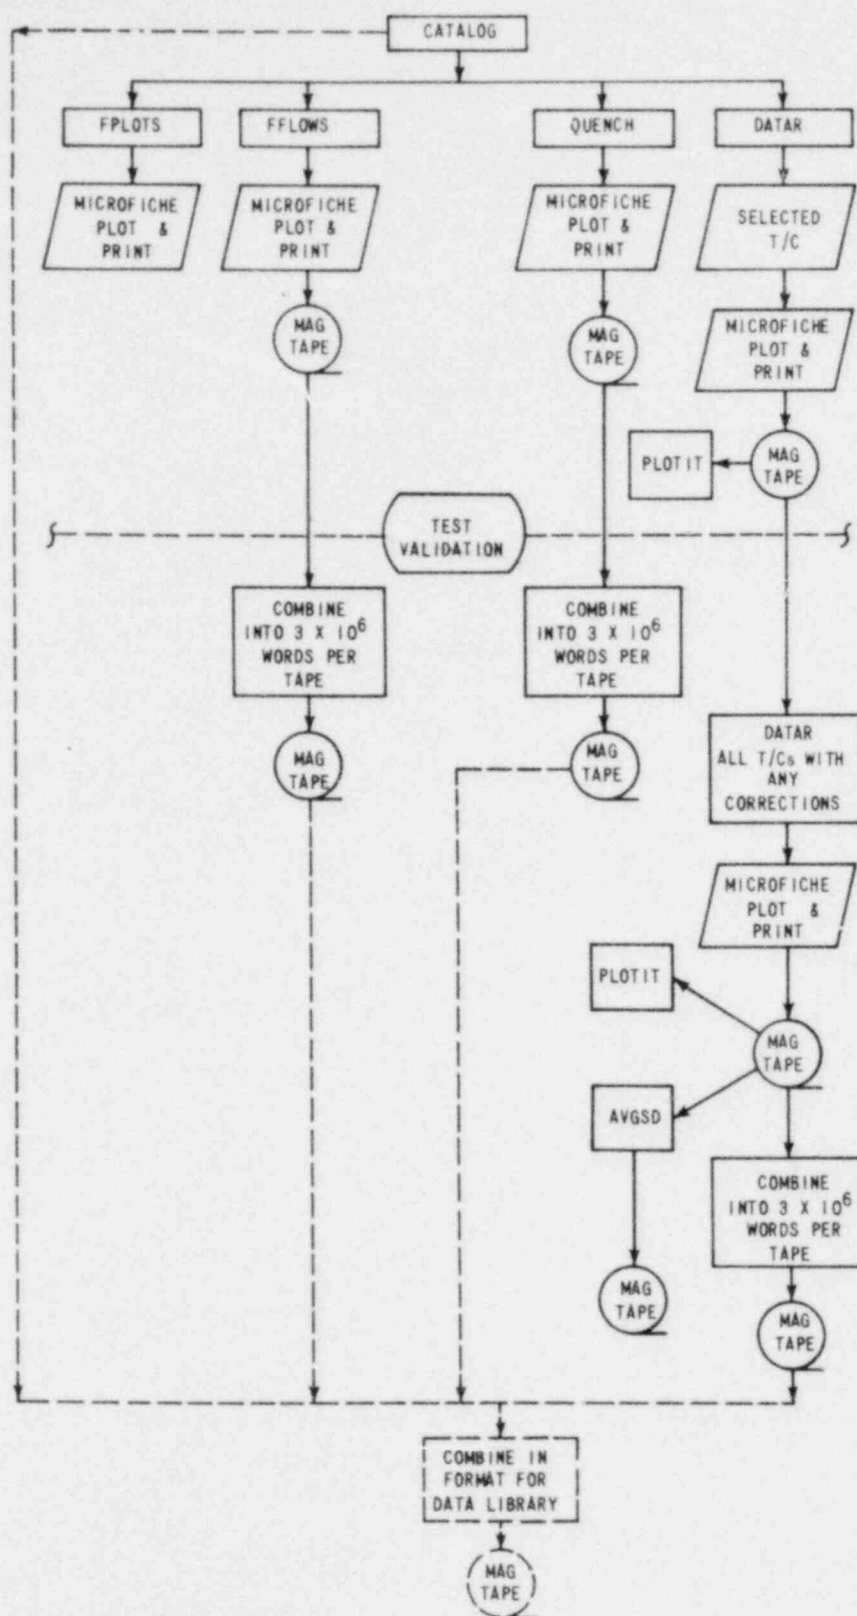 CATALOG
FPLOTS
FFLOWS
QUENCH
DATAR
MICROFICHE
PLOT &
PRINT
MICROFICHE
PLOT &
PRINT
MICROFICHE
PLOT &
PRINT
SELECTED
T/C
MAG
TAPE
MAG
TAPE
MICROFICHE
PLOT &
PRINT
PLOTIT
MAG
TAPE
TEST
VALIDATION
COMBINE
INTO 3 X 10⁶
WORDS PER
TAPE
COMBINE
INTO 3 X 10⁶
WORDS PER
TAPE
MAG
TAPE
MAG
TAPE
DATAR
ALL T/Cs WITH
ANY
CORRECTIONS
MICROFICHE
PLOT &
PRINT
PLOTIT
MAG
TAPE
AVGSD
COMBINE
INTO 3 X 10⁶
WORDS PER
TAPE
MAG
TAPE
MAG
TAPE
COMBINE IN
FORMAT FOR
DATA LIBRARY
MAG
TAPE